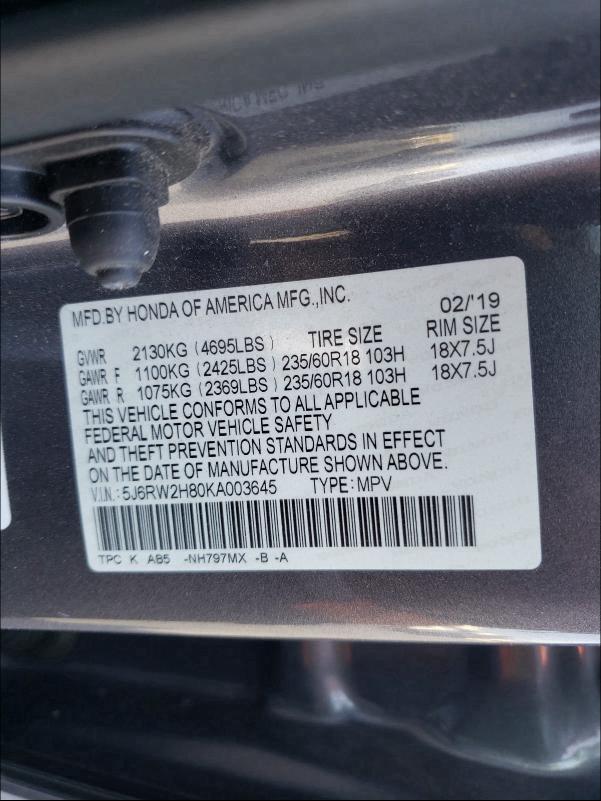 MFD.BY HONDA OF AMERICA MFG.,INC. 02/'19
GVWR 2130KG (4695LBS) TIRE SIZE RIM SIZE
GAWR F 1100KG (2425LBS) 235/60R18 103H 18X7.5J
GAWR R 1075KG (2369LBS) 235/60R18 103H 18X7.5J
THIS VEHICLE CONFORMS TO ALL APPLICABLE
FEDERAL MOTOR VEHICLE SAFETY
AND THEFT PREVENTION STANDARDS IN EFFECT
ON THE DATE OF MANUFACTURE SHOWN ABOVE.
V.I.N.:5J6RW2H80KA003645 TYPE:MPV
TPC K AB5 -NH797MX -B -A